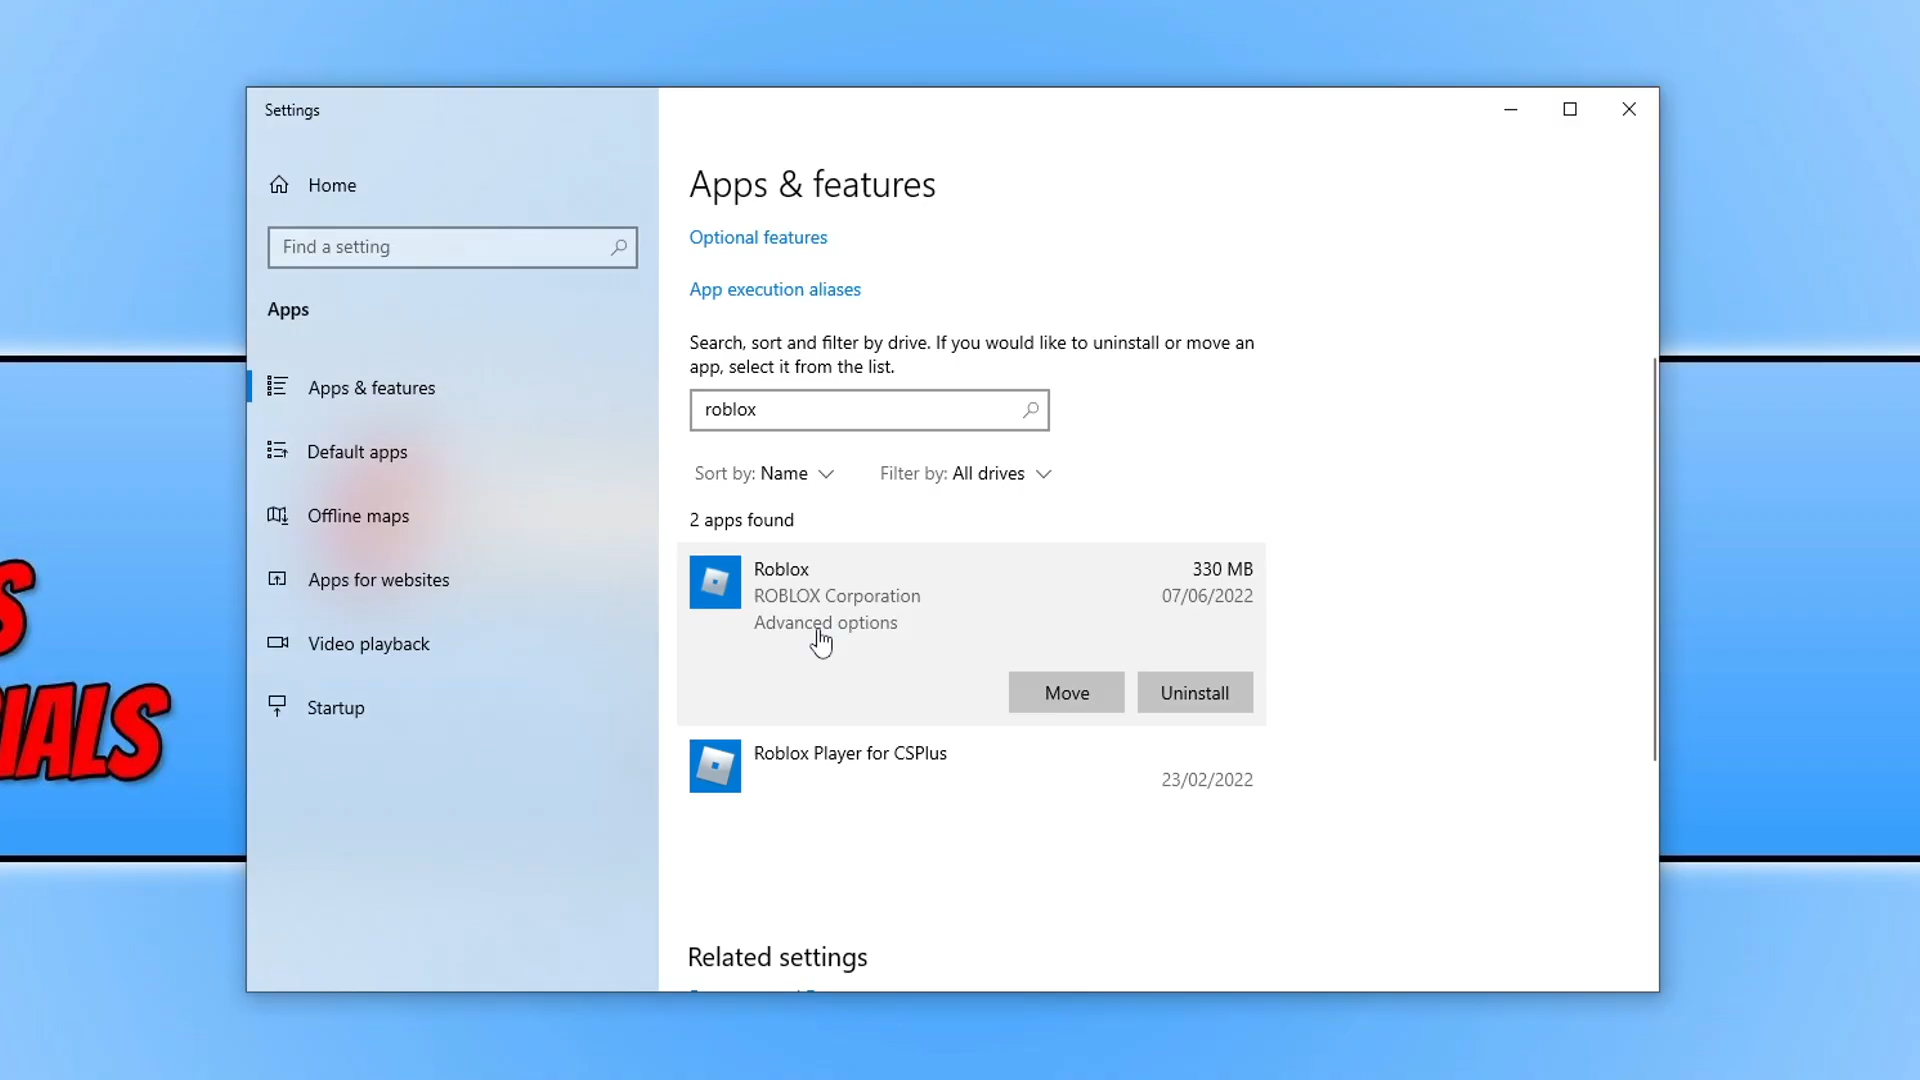 Settings
Home
Find a setting
Apps
Apps & features
Default apps
Offline maps
Apps for websites
Video playback
Startup
Apps & features
Optional features
App execution aliases
Search, sort and filter by drive. If you would like to uninstall or move an
app, select it from the list.
roblox
Sort by: Name
Filter by: All drives
2 apps found
Roblox
330 MB
ROBLOX Corporation
07/06/2022
Advanced options
Move
Uninstall
Roblox Player for CSPlus
23/02/2022
Related settings